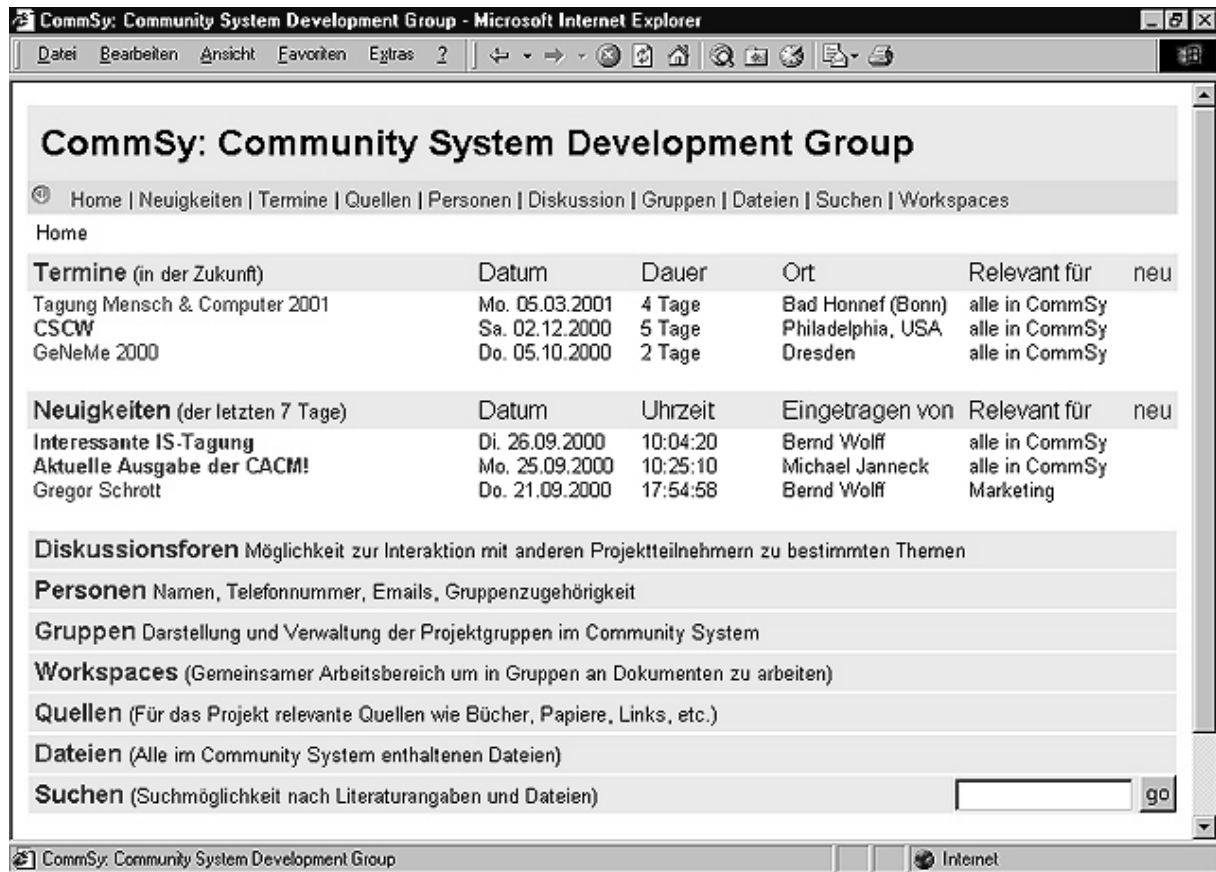 CommSy: Community System Development Group - Microsoft Internet Explorer
Datei Bearbeiten Ansicht Favoriten Extras ?
CommSy: Community System Development Group
Home | Neuigkeiten | Termine | Quellen | Personen | Diskussion | Gruppen | Dateien | Suchen | Workspaces
Home
Termine (in der Zukunft) Datum Dauer Ort Relevant für neu
Tagung Mensch & Computer 2001 Mo. 05.03.2001 4 Tage Bad Honnef (Bonn) alle in CommSy
CSCW Sa. 02.12.2000 5 Tage Philadelphia, USA alle in CommSy
GeNeMe 2000 Do. 05.10.2000 2 Tage Dresden alle in CommSy
Neuigkeiten (der letzten 7 Tage) Datum Uhrzeit Eingetragen von Relevant für neu
Interessante IS-Tagung Di. 26.09.2000 10:04:20 Bernd Wolff alle in CommSy
Aktuelle Ausgabe der CACM! Mo. 25.09.2000 10:25:10 Michael Janneck alle in CommSy
Gregor Schrott Do. 21.09.2000 17:54:58 Bernd Wolff Marketing
Diskussionsforen Möglichkeit zur Interaktion mit anderen Projektteilnehmern zu bestimmten Themen
Personen Namen, Telefonnummer, Emails, Gruppenzugehörigkeit
Gruppen Darstellung und Verwaltung der Projektgruppen im Community System
Workspaces (Gemeinsamer Arbeitsbereich um in Gruppen an Dokumenten zu arbeiten)
Quellen (Für das Projekt relevante Quellen wie Bücher, Papiere, Links, etc.)
Dateien (Alle im Community System enthaltenen Dateien)
Suchen (Suchmöglichkeit nach Literaturangaben und Dateien) go
CommSy: Community System Development Group Internet